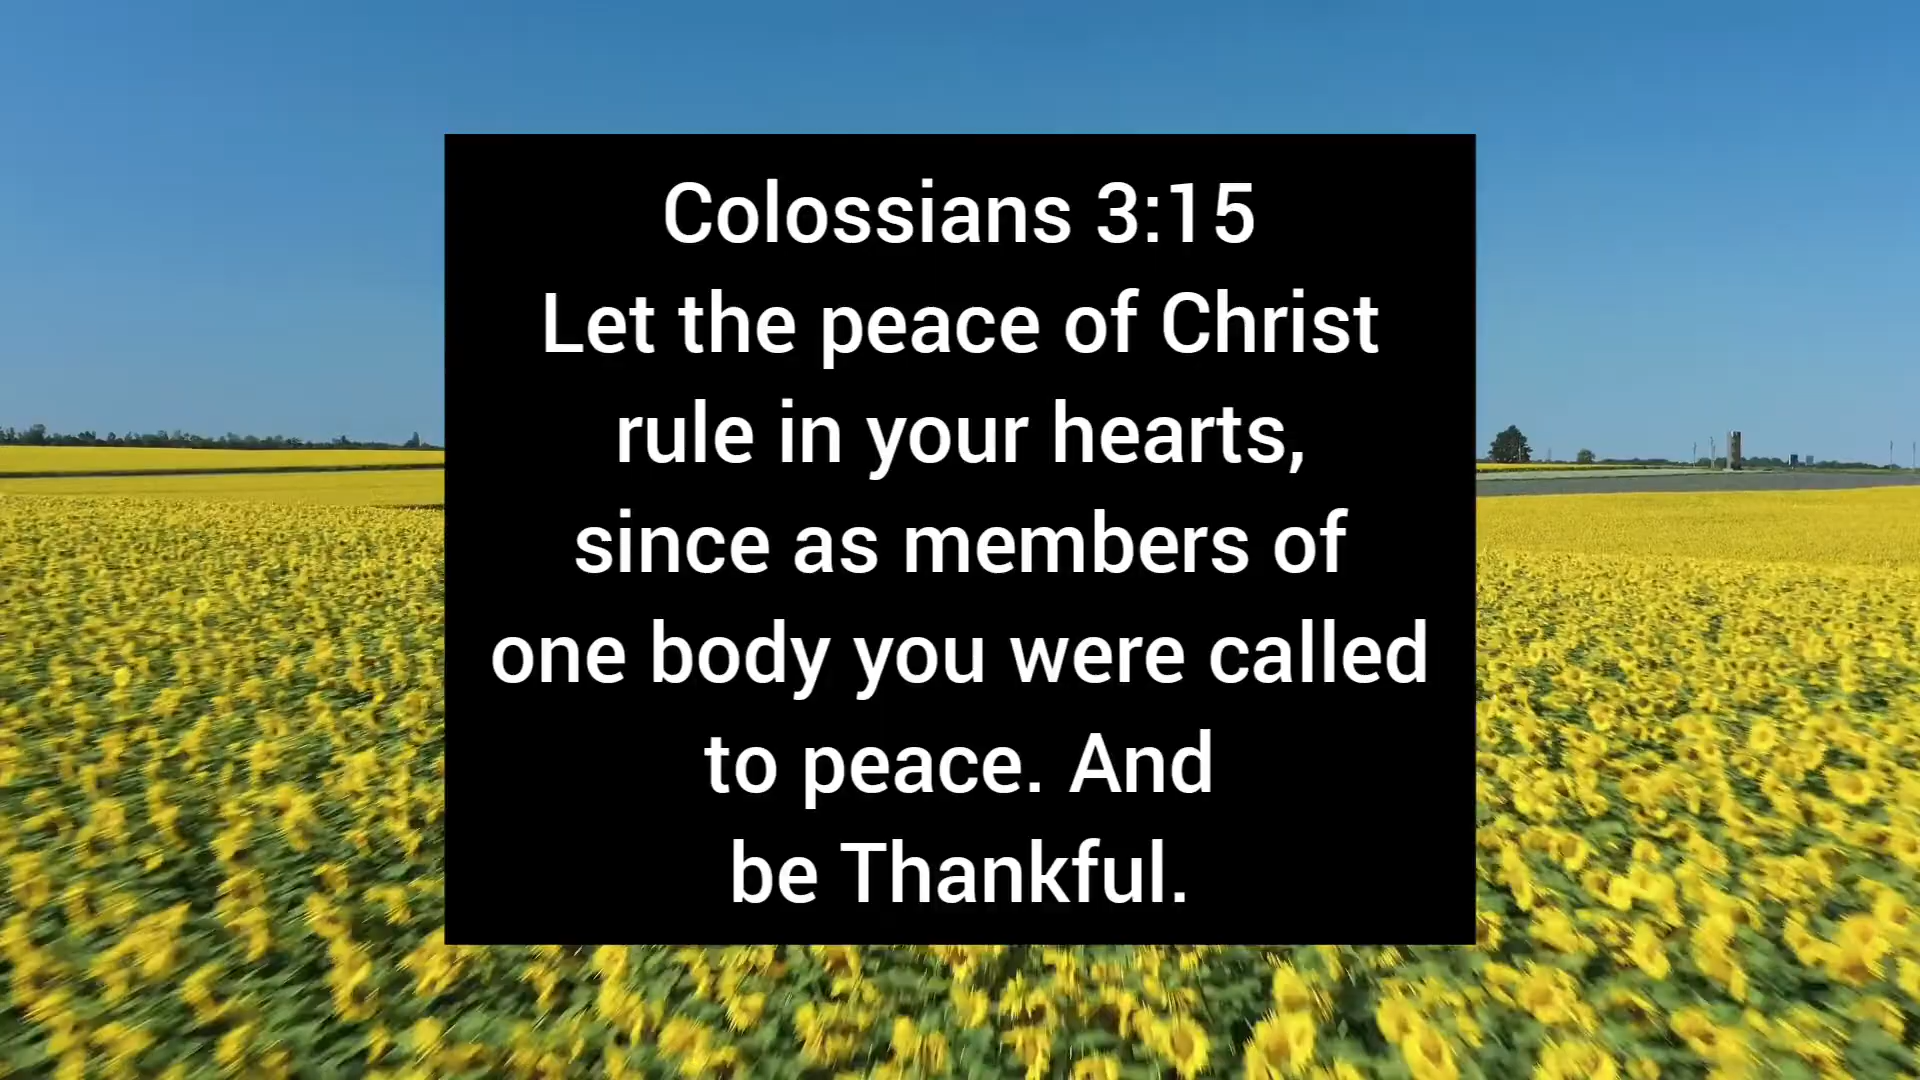 Colossians 3:15
Let the peace of Christ
rule in your hearts,
since as members of
one body you were called
to peace. And
be Thankful.